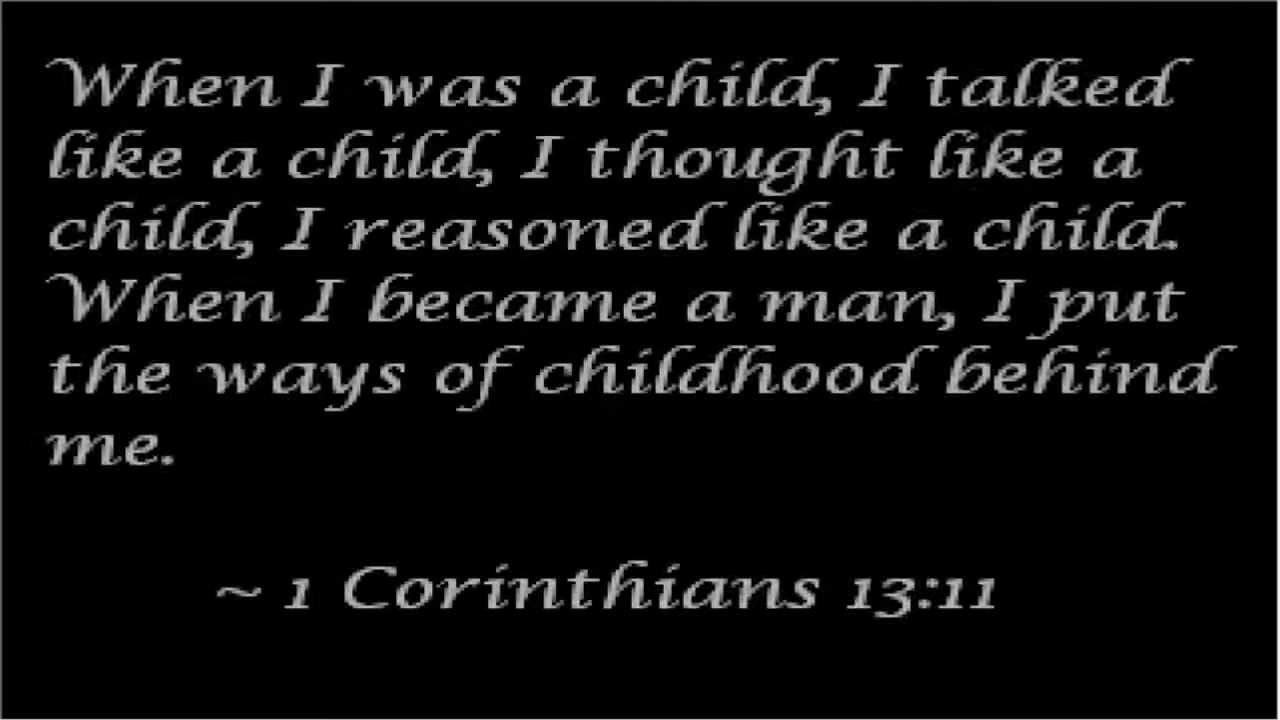 When I was a child, I talked
like a child, I thought like a
child, I reasoned like a child.
When I became a man, I put
the ways of childhood behind
me.
~ 1 Corinthians 13:11